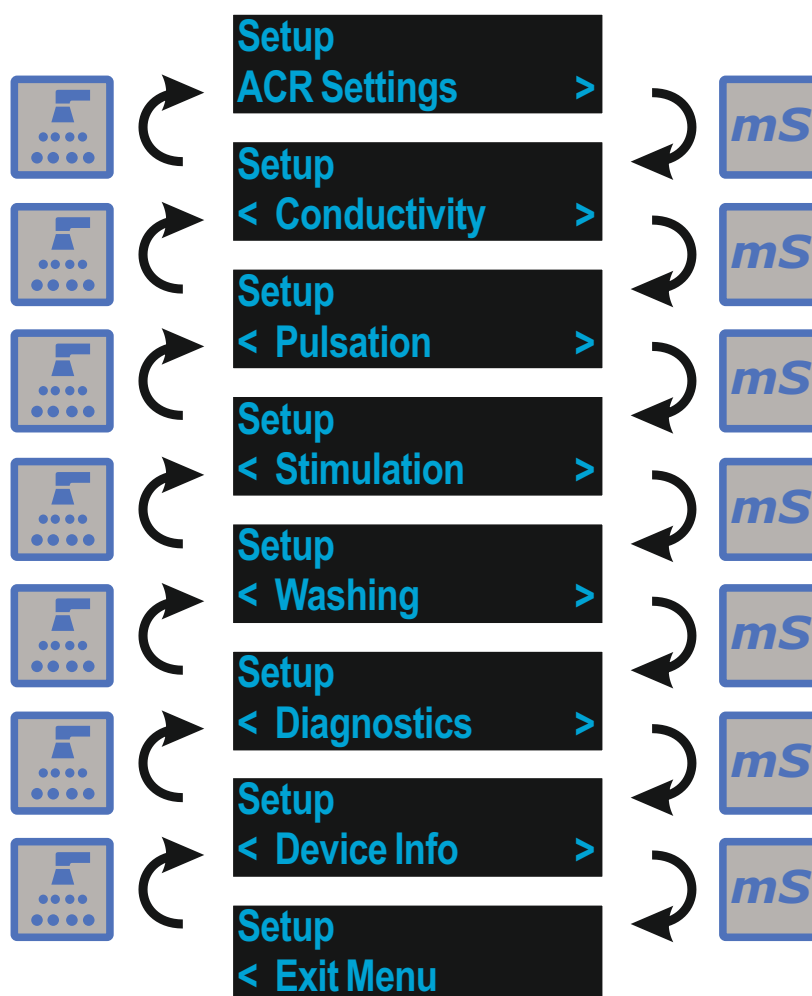 Setup
ACR Settings >
mS
Setup
< Conductivity >
mS
Setup
< Pulsation >
mS
Setup
< Stimulation >
mS
Setup
< Washing >
mS
Setup
< Diagnostics >
mS
Setup
< Device Info >
mS
Setup
< Exit Menu